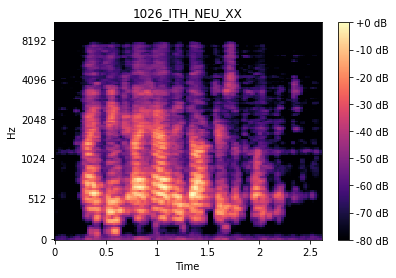 1026_ITH_NEU_XX
+0 dB
8192
-10 dB
4096
-20 dB
-30 dB
2048
Hz
-40 dB
1024
-50 dB
512
-60 dB
-70 dB
0
-80 dB
0 0.5 1 1.5 2 2.5
Time